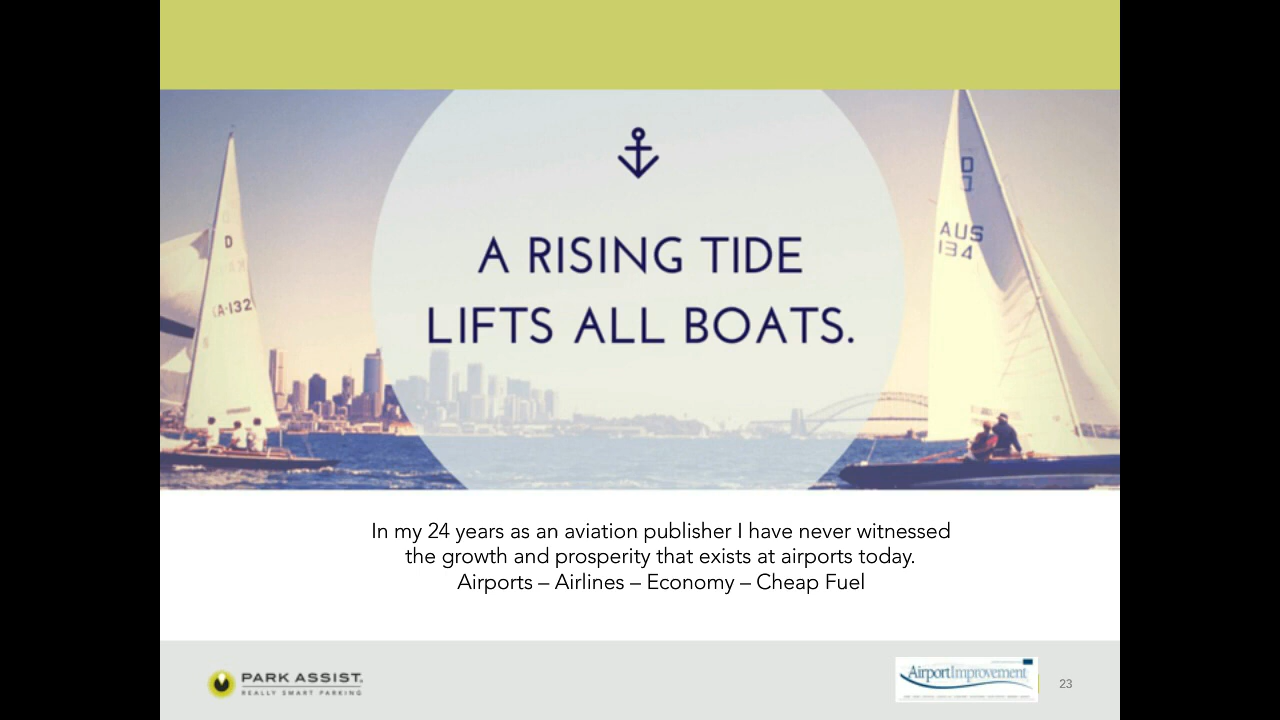 A RISING TIDE
LIFTS ALL BOATS.
D
A-132
D
AUS
134
In my 24 years as an aviation publisher I have never witnessed
the growth and prosperity that exists at airports today.
Airports – Airlines – Economy – Cheap Fuel
PARK ASSIST.
REALLY SMART PARKING
AirportImprovement
23